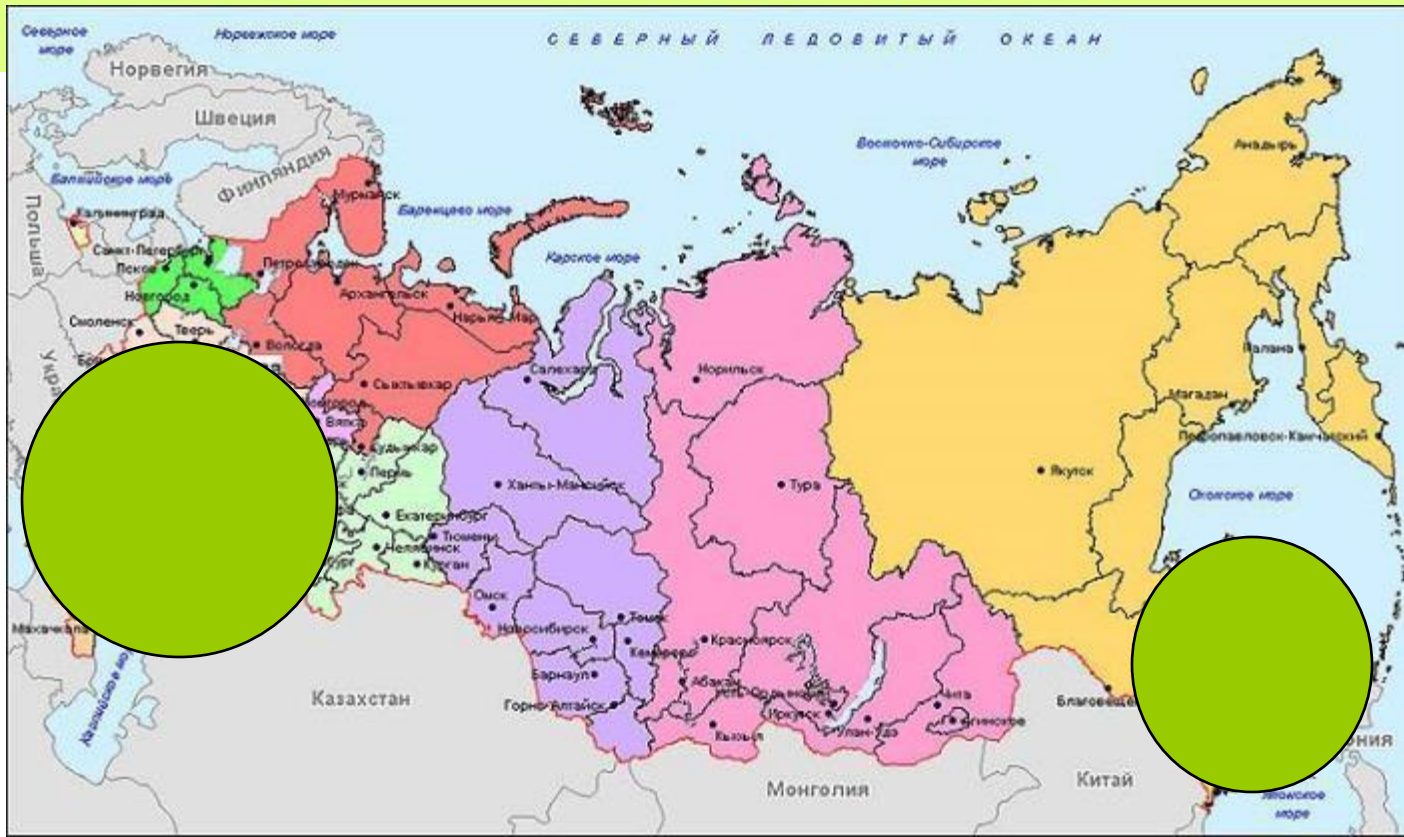 Северное
море
Норвежское море
СЕВЕРНЫЙ ЛЕДОВИТЫЙ ОКЕАН
Норвегия
Швеция
Финляндия
Восточно-Сибирское
море
Анадырь
Балтийское море
Польша
Калининград
Мурманск
Баренцево море
Санкт-Петербург
Псков
Петрозаводск
Карское море
Новгород
Архангельск
Нарьян-Мар
Смоленск
Тверь
Вологда
Палана
Салехард
Норильск
Сыктывкар
Магадан
Вятка
Кудымкар
Петропавловск-Камчатский
Пермь
Якутск
Ханты-Мансийск
Тура
Охотское море
Екатеринбург
Тюмень
Челябинск
Курган
Омск
Томск
Махачкала
Новосибирск
Кемерово
Красноярск
Барнаул
Абакан
Казахстан
Горно-Алтайск
Иркутск
Чита
Агинское
Улан-Удэ
Кызыл
Монголия
Китай
Японское
море